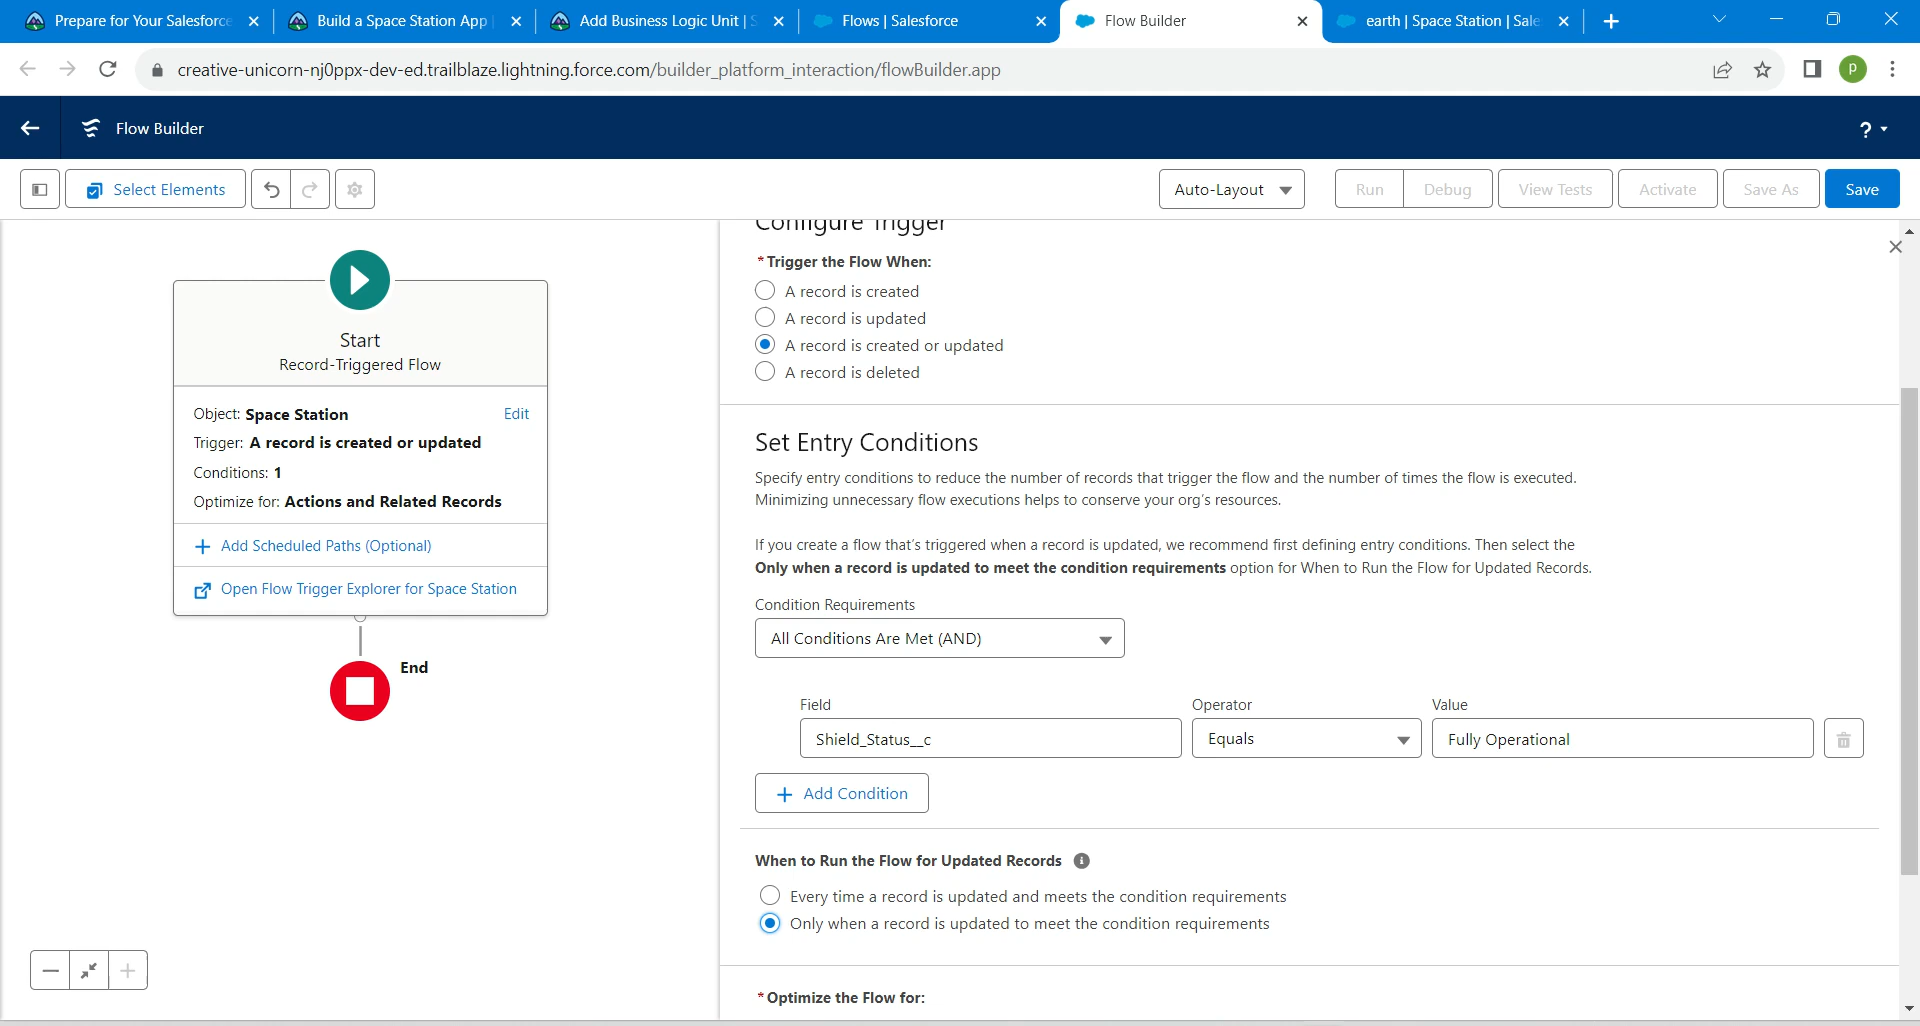 Prepare for Your Salesforce
Build a Space Station App
Add Business Logic Unit | S
Flows | Salesforce
Flow Builder
earth | Space Station | Sale
creative-unicorn-nj0ppx-dev-ed.trailblaze.lightning.force.com/builder_platform_interaction/flowBuilder.app
P
Flow Builder
?
Select Elements
Auto-Layout
Run
Debug
View Tests
Activate
Save As
Save
Start
Record-Triggered Flow
Object: Space Station
Edit
Trigger: A record is created or updated
Conditions: 1
Optimize for: Actions and Related Records
Add Scheduled Paths (Optional)
Open Flow Trigger Explorer for Space Station
End
Configure Trigger
*Trigger the Flow When:
A record is created
A record is updated
A record is created or updated
A record is deleted
Set Entry Conditions
Specify entry conditions to reduce the number of records that trigger the flow and the number of times the flow is executed.
Minimizing unnecessary flow executions helps to conserve your org's resources.
If you create a flow that's triggered when a record is updated, we recommend first defining entry conditions. Then select the
Only when a record is updated to meet the condition requirements option for When to Run the Flow for Updated Records.
Condition Requirements
All Conditions Are Met (AND)
Field
Operator
Value
Shield_Status__c
Equals
Fully Operational
Add Condition
When to Run the Flow for Updated Records
Every time a record is updated and meets the condition requirements
Only when a record is updated to meet the condition requirements
*Optimize the Flow for: